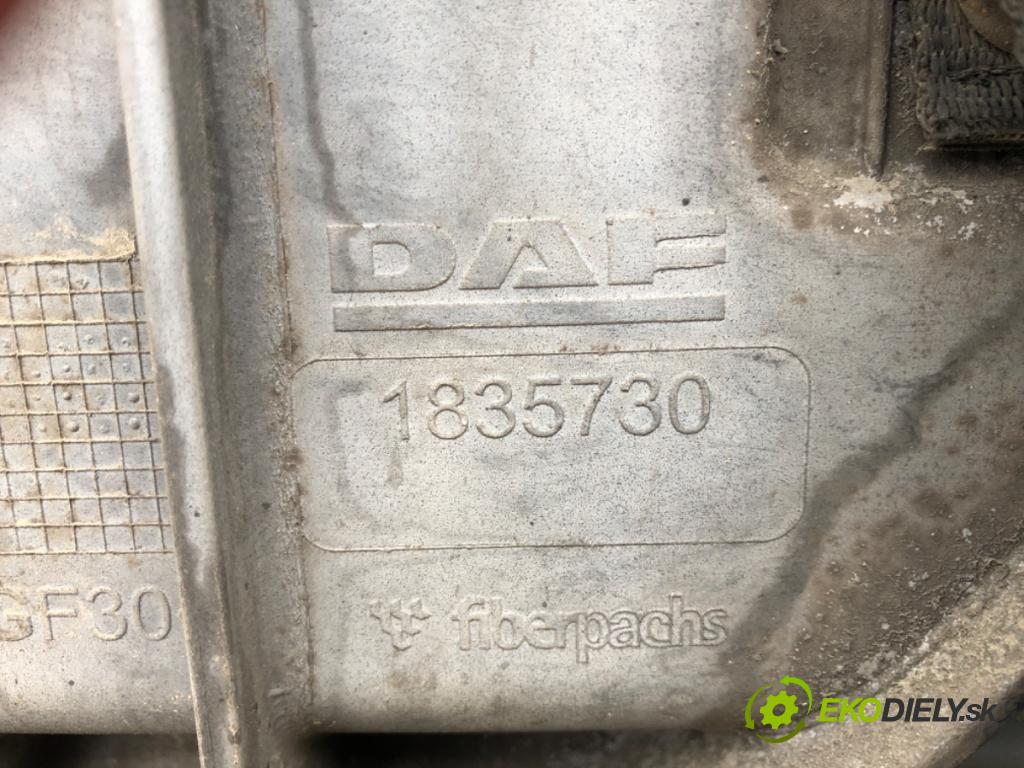 DAF
1835730
GF30
fiberpachs
EKODIELY.sk